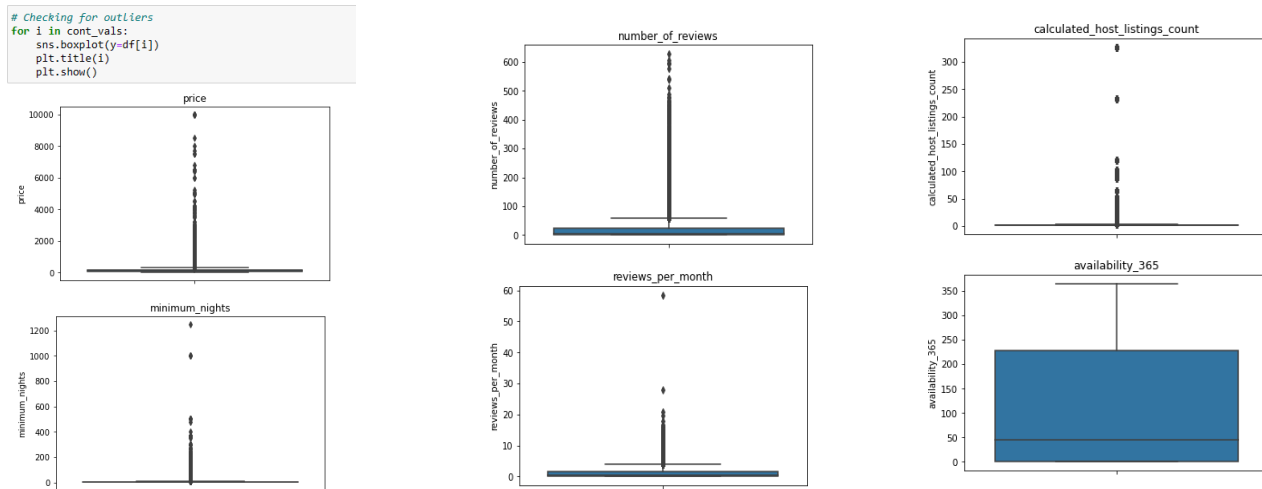 # Checking for outliers
for i in cont_vals:
    sns.boxplot(y=df[i])
    plt.title(i)
    plt.show()
price
10000
8000
6000
4000
2000
0
price
minimum_nights
1200
1000
800
600
400
200
0
minimum_nights
number_of_reviews
600
500
400
300
200
100
0
number_of_reviews
reviews_per_month
60
50
40
30
20
10
0
reviews_per_month
calculated_host_listings_count
300
250
200
150
100
50
0
calculated_host_listings_count
availability_365
350
300
250
200
150
100
50
0
availability_365